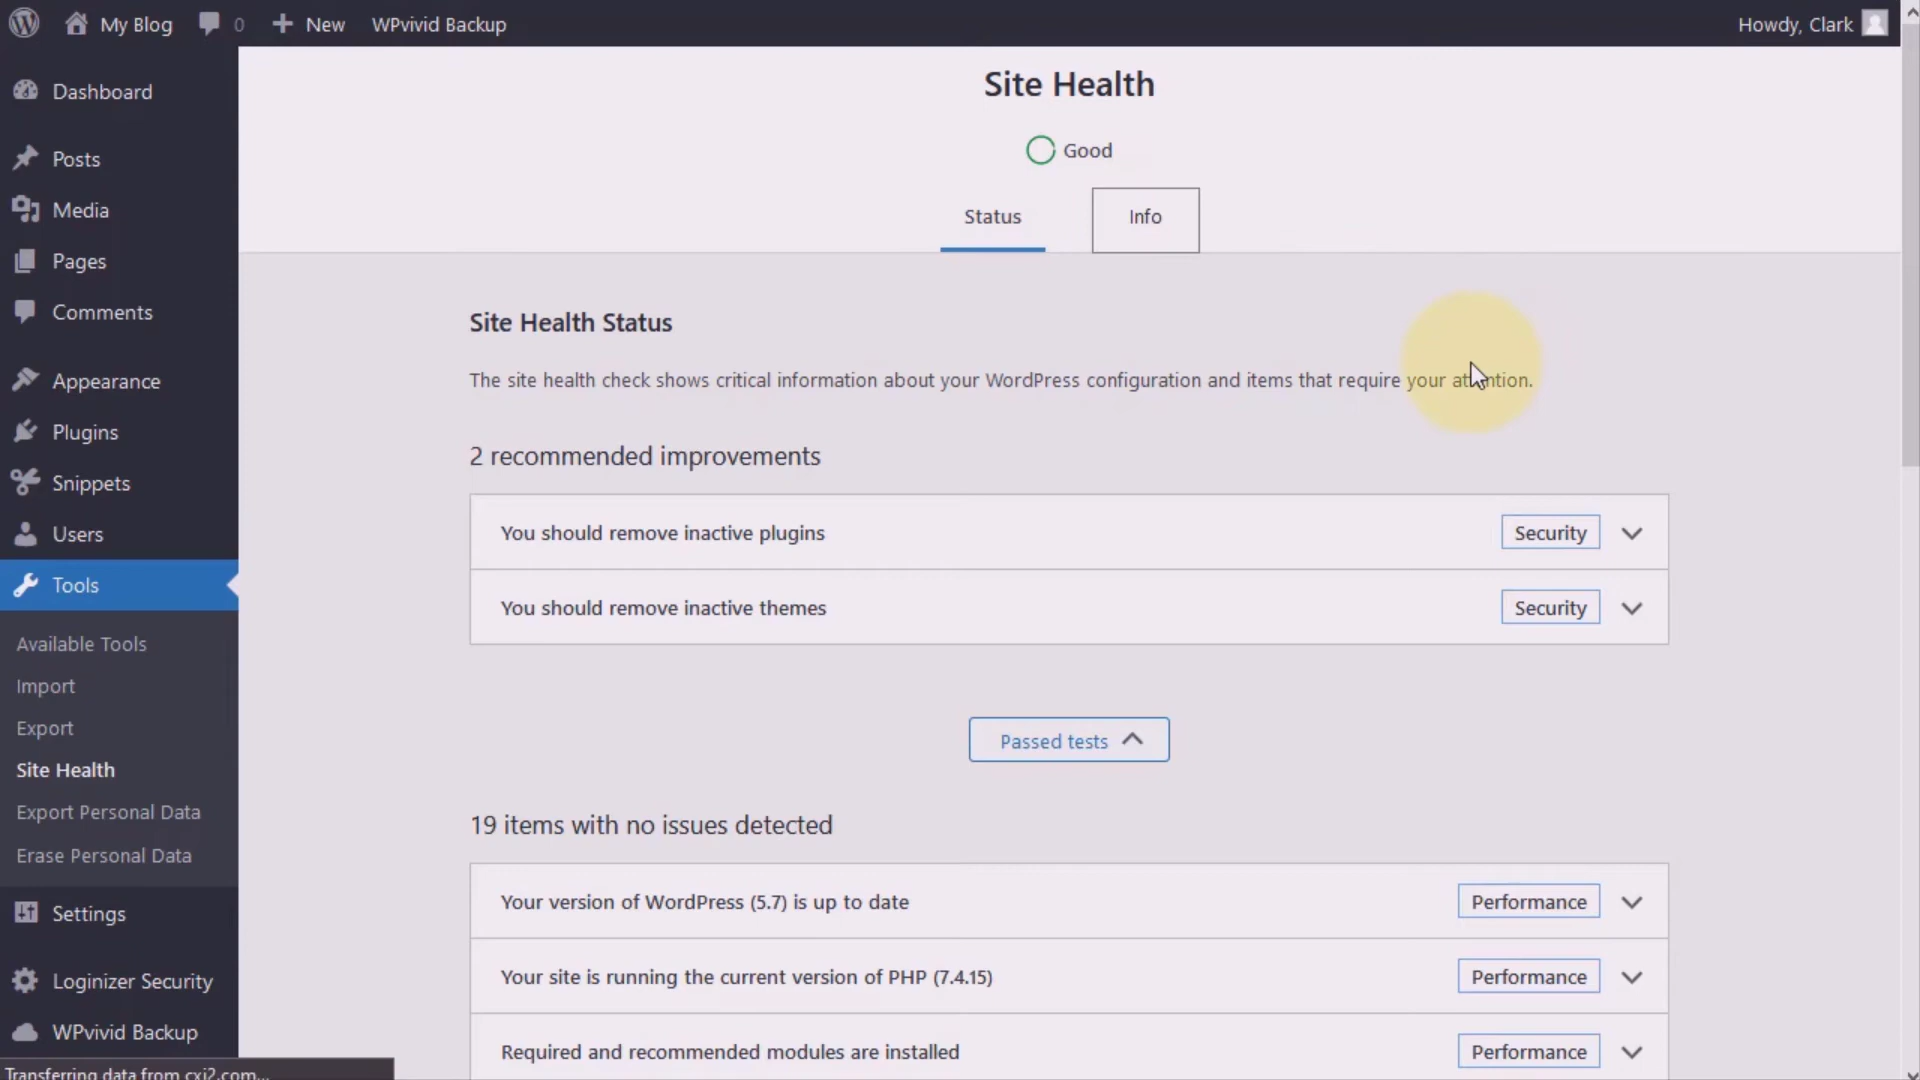 My Blog 0 New WPvivid Backup Howdy, Clark
Dashboard
Posts
Media
Pages
Comments
Appearance
Plugins
Snippets
Users
Tools
Available Tools
Import
Export
Site Health
Export Personal Data
Erase Personal Data
Settings
Loginizer Security
WPvivid Backup
Transferring data from cxj2.com...
Site Health
Good
Status Info
Site Health Status
The site health check shows critical information about your WordPress configuration and items that require your attention.
2 recommended improvements
You should remove inactive plugins Security
You should remove inactive themes Security
Passed tests
19 items with no issues detected
Your version of WordPress (5.7) is up to date Performance
Your site is running the current version of PHP (7.4.15) Performance
Required and recommended modules are installed Performance